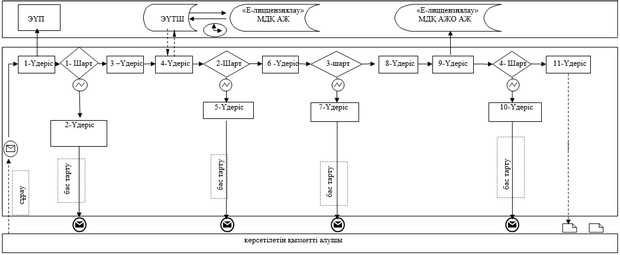 ЭҮП
ЭҮТШ
«Е-лицензиялау»
МДҚ АЖ
«Е-лицензиялау»
МДҚ АЖО АЖ
1-Үдеріс
1- Шарт
3 –Үдеріс
4-Үдеріс
2-Шарт
6 -Үдеріс
3-шарт
8-Үдеріс
9-Үдеріс
4- Шарт
11-Үдеріс
2-Үдеріс
5-Үдеріс
7-Үдеріс
10-Үдеріс
сұрау
бас тарту
бас тарту
бас тарту
бас тарту
көрсетілетін қызметті алушы